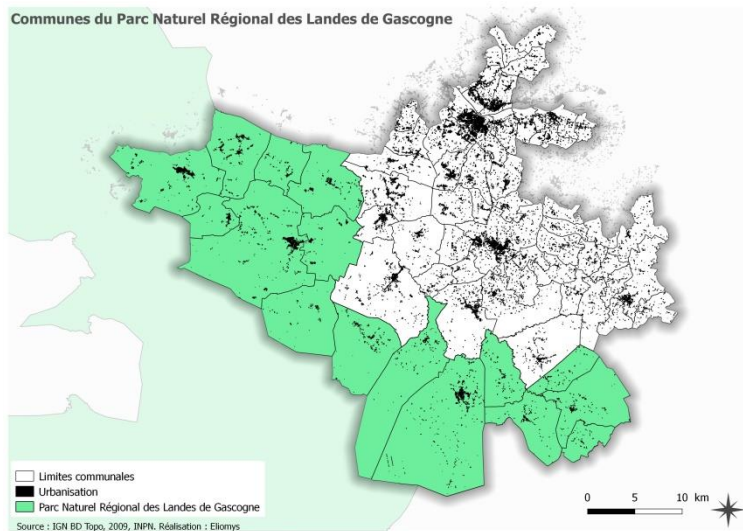 Communes du Parc Naturel Régional des Landes de Gascogne
Limites communales
Urbanisation
Parc Naturel Régional des Landes de Gascogne
0 5 10 km
Source : IGN BD Topo, 2009, INPN. Réalisation : Eliomys